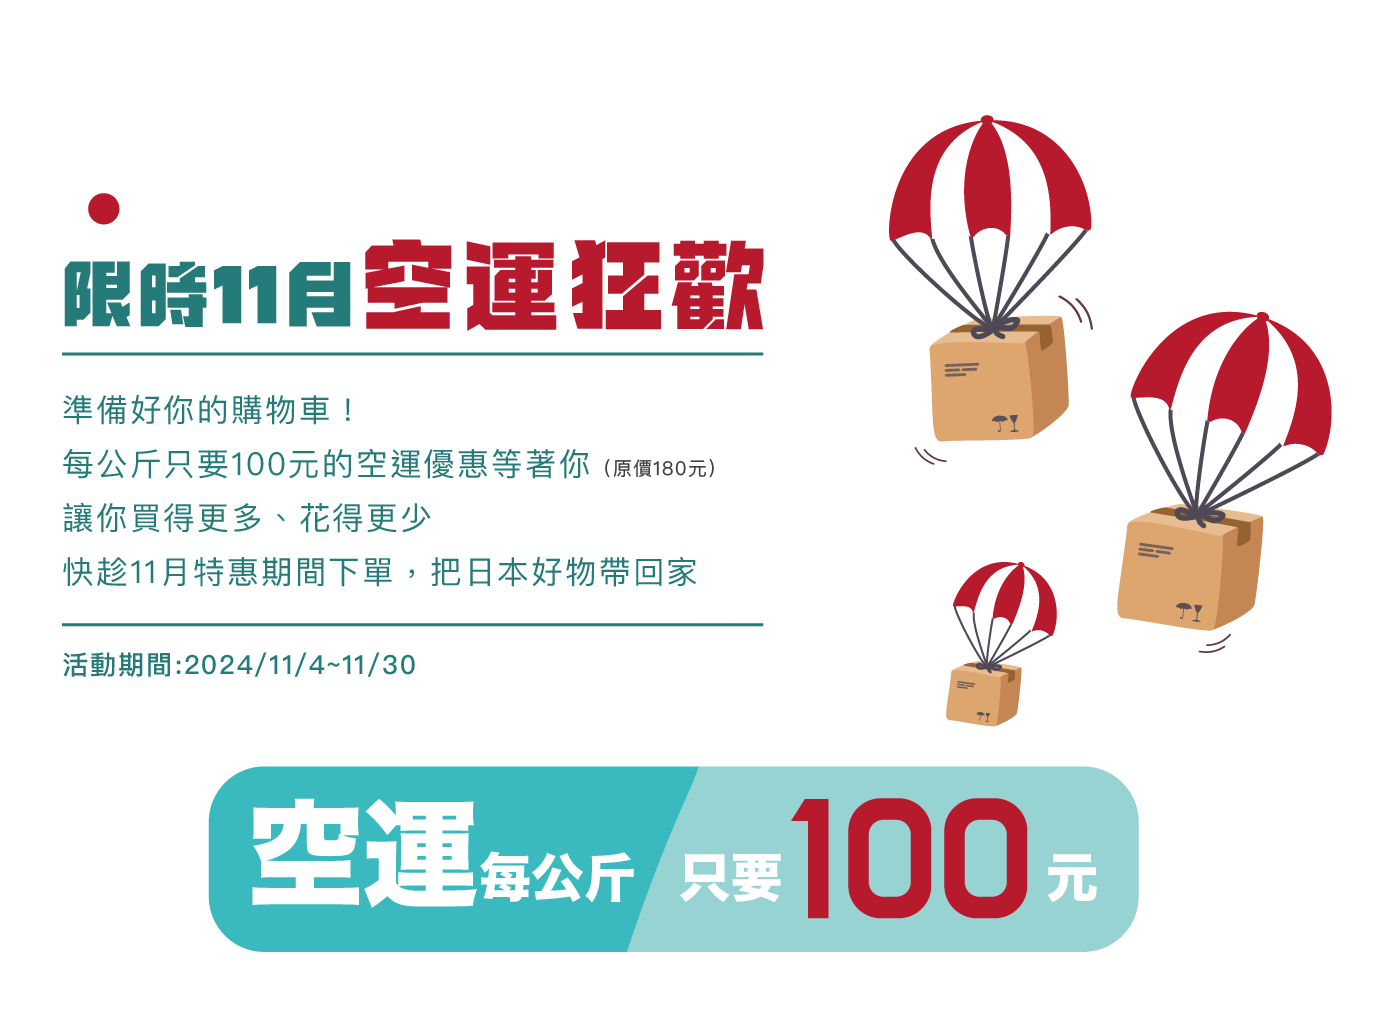 限時11月空運狂歡
準備好你的購物車！
每公斤只要100元的空運優惠等著你（原價180元）
讓你買得更多、花得更少
快趁11月特惠期間下單，把日本好物帶回家
活動期間:2024/11/4~11/30
空運每公斤 只要100元